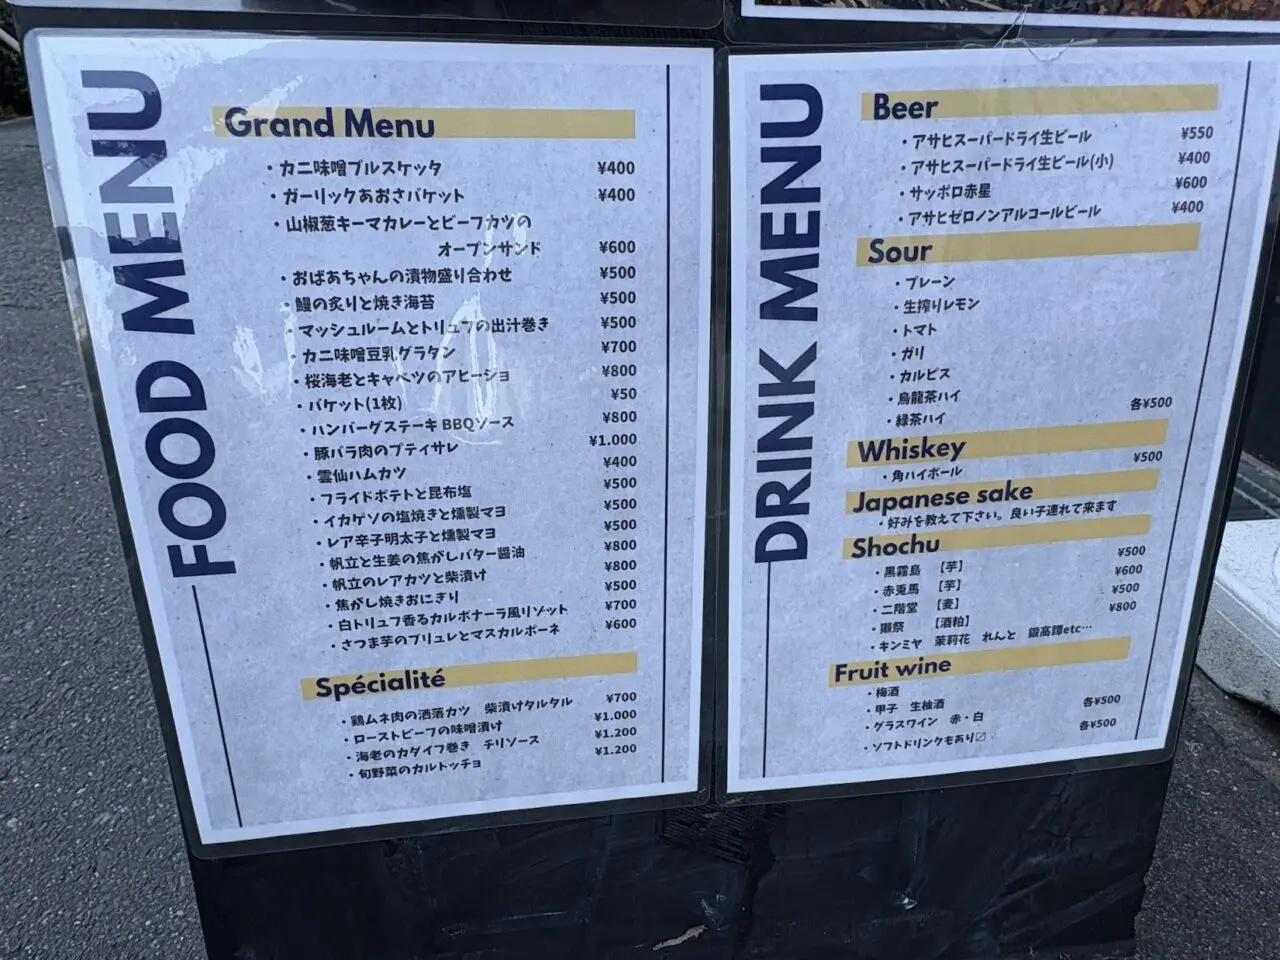 FOOD MENU
Grand Menu
・カニ味噌ブルスケッタ ¥400
・ガーリックあおさバケット ¥400
・山椒葱キーマカレーとビーフカツの
オープンサンド ¥600
・おばあちゃんの漬物盛り合わせ ¥500
・鰻の炙りと焼き海苔 ¥500
・マッシュルームとトリュフの出汁巻き ¥500
・カニ味噌豆乳グラタン ¥700
・桜海老とキャベツのアヒージョ ¥800
・バケット(1枚) ¥50
・ハンバーグステーキ BBQソース ¥800
・豚バラ肉のプティサレ ¥1.000
・雲仙ハムカツ ¥400
・フライドポテトと昆布塩 ¥500
・イカゲソの塩焼きと燻製マヨ ¥500
・レア辛子明太子と燻製マヨ ¥500
・帆立と生姜の焦がしバター醤油 ¥800
・帆立のレアカツと柴漬け ¥800
・焦がし焼きおにぎり ¥500
・白トリュフ香るカルボナーラ風リゾット ¥700
・さつま芋のブリュレとマスカルポーネ ¥600
Spécialité
・鶏ムネ肉の洒落カツ 柴漬けタルタル ¥700
・ローストビーフの味噌漬け ¥1.000
・海老のカダイフ巻き チリソース ¥1.200
・旬野菜のカルトッチョ ¥1.200
DRINK MENU
Beer
・アサヒスーパードライ生ビール ¥550
・アサヒスーパードライ生ビール(小) ¥400
・サッポロ赤星 ¥600
・アサヒゼロノンアルコールビール ¥400
Sour
・プレーン
・生搾りレモン
・トマト
・ガリ
・カルピス
・烏龍茶ハイ
・緑茶ハイ 各¥500
Whiskey
・角ハイボール ¥500
Japanese sake
・好みを教えて下さい。良い子連れて来ます
Shochu
・黒霧島 【芋】 ¥500
・赤兎馬 【芋】 ¥600
・二階堂 【麦】 ¥500
・獺祭 【酒粕】 ¥800
・キンミヤ 茉莉花 れんと 鍛高譚etc…
Fruit wine
・梅酒
・甲子 生柚酒 各¥500
・グラスワイン 赤・白 各¥500
・ソフトドリンクもあり〼